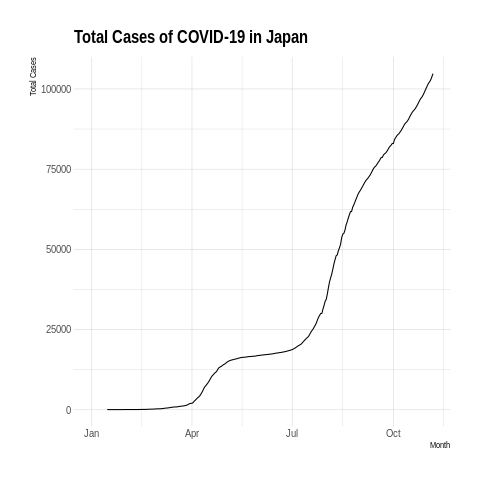 Total Cases of COVID-19 in Japan
Total Cases
100000
75000
50000
25000
0
Jan Apr Jul Oct
Month